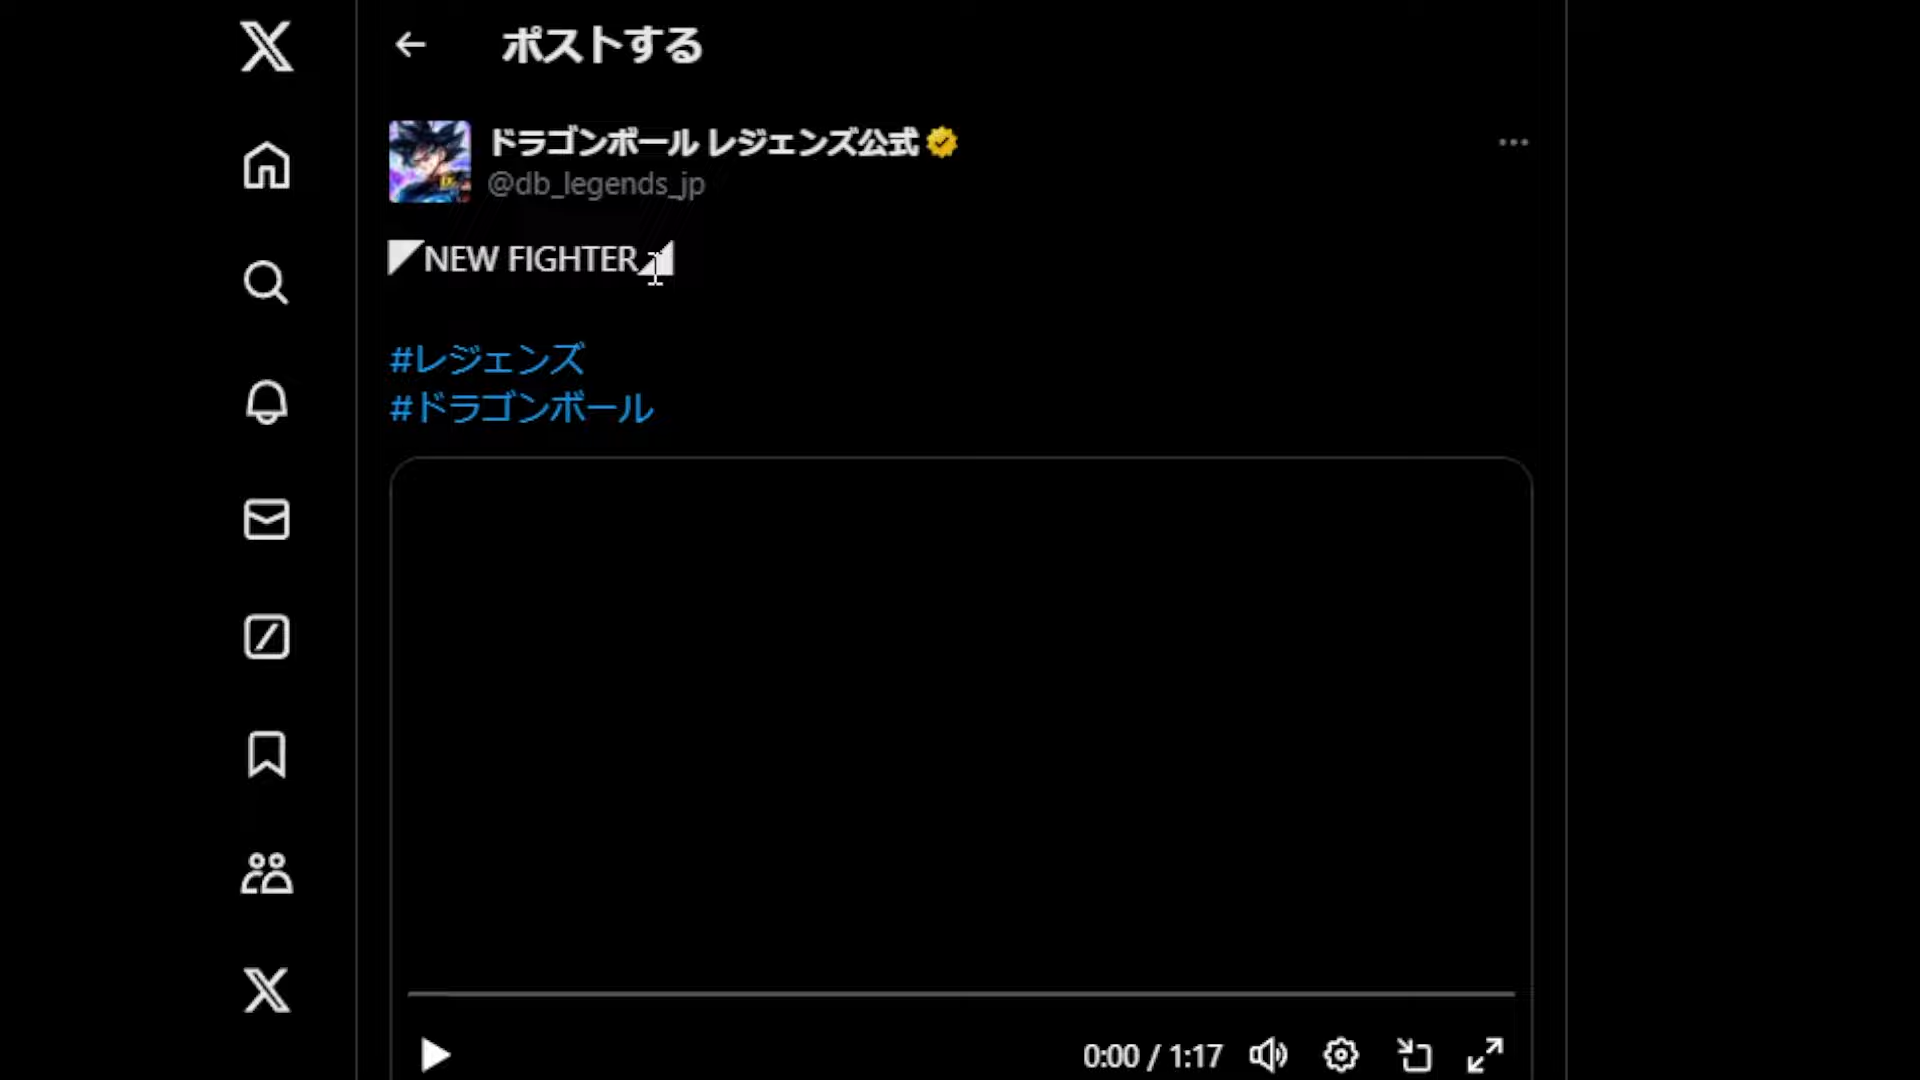 ポストする
ドラゴンボール レジェンズ公式
@db_legends_jp
◤NEW FIGHTER◢
#レジェンズ
#ドラゴンボール
0:00 / 1:17